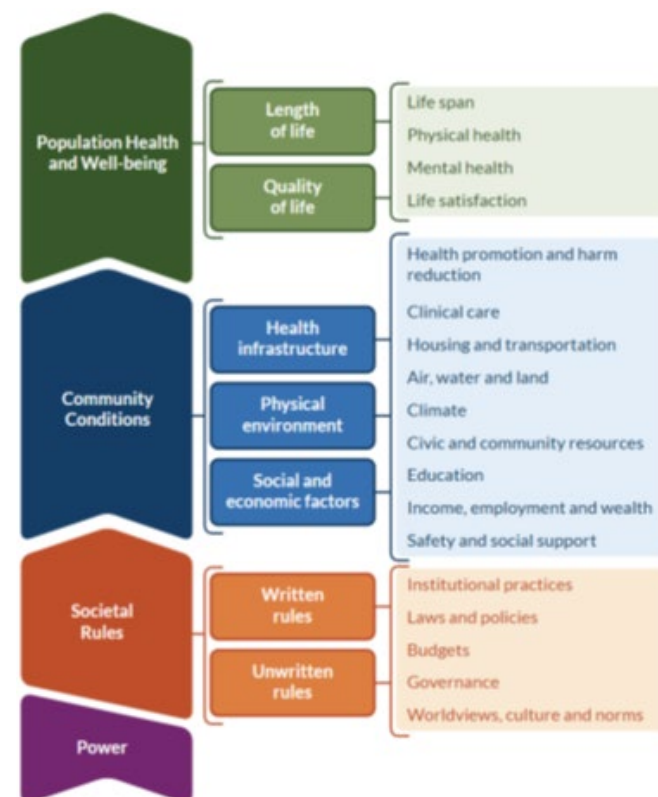 Population Health
and Well-being
Length
of life
Quality
of life
Life span
Physical health
Mental health
Life satisfaction
Community
Conditions
Health
infrastructure
Physical
environment
Social and
economic factors
Health promotion and harm
reduction
Clinical care
Housing and transportation
Air, water and land
Climate
Civic and community resources
Education
Income, employment and wealth
Safety and social support
Societal
Rules
Written
rules
Unwritten
rules
Institutional practices
Laws and policies
Budgets
Governance
Worldviews, culture and norms
Power